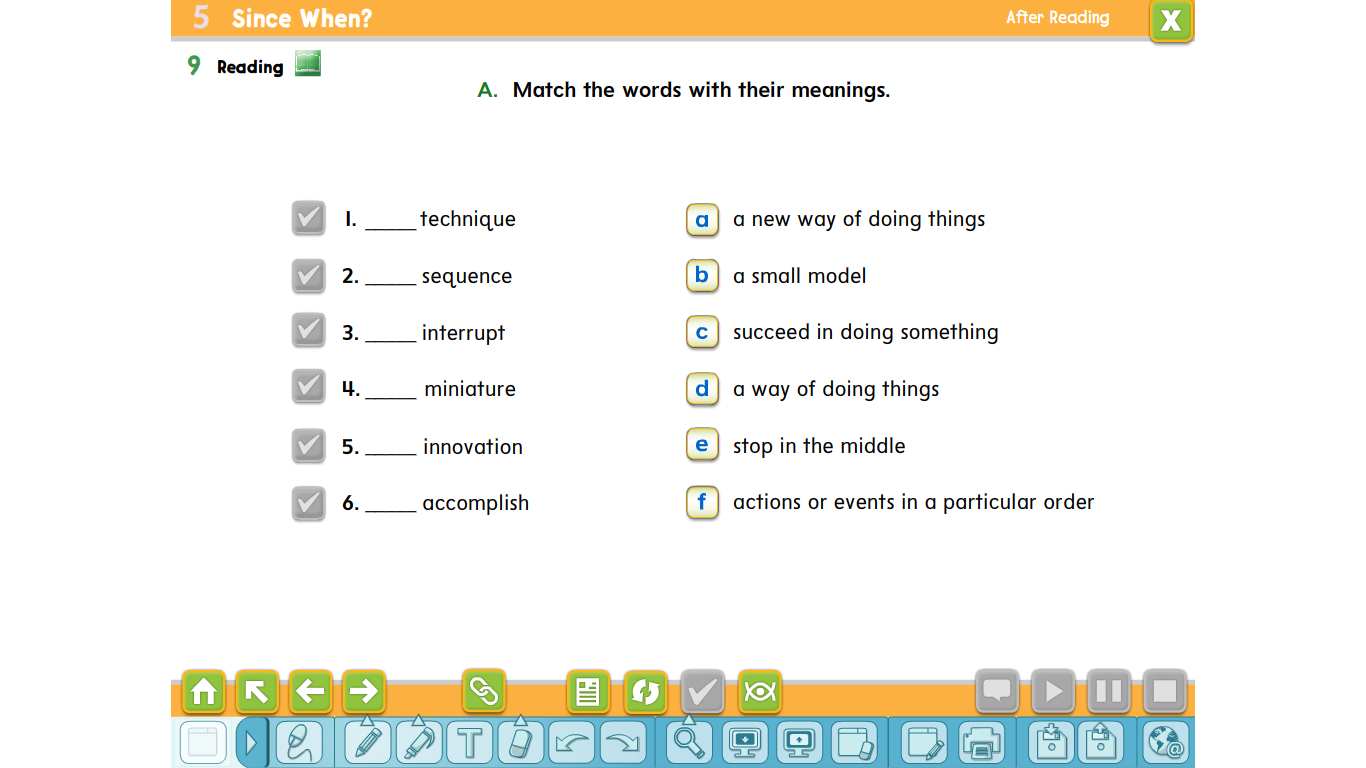 5 Since When? After Reading X
9 Reading
A. Match the words with their meanings.
1. _____ technique a a new way of doing things
2. _____ sequence b a small model
3. _____ interrupt c succeed in doing something
4. _____ miniature d a way of doing things
5. _____ innovation e stop in the middle
6. _____ accomplish f actions or events in a particular order
T @